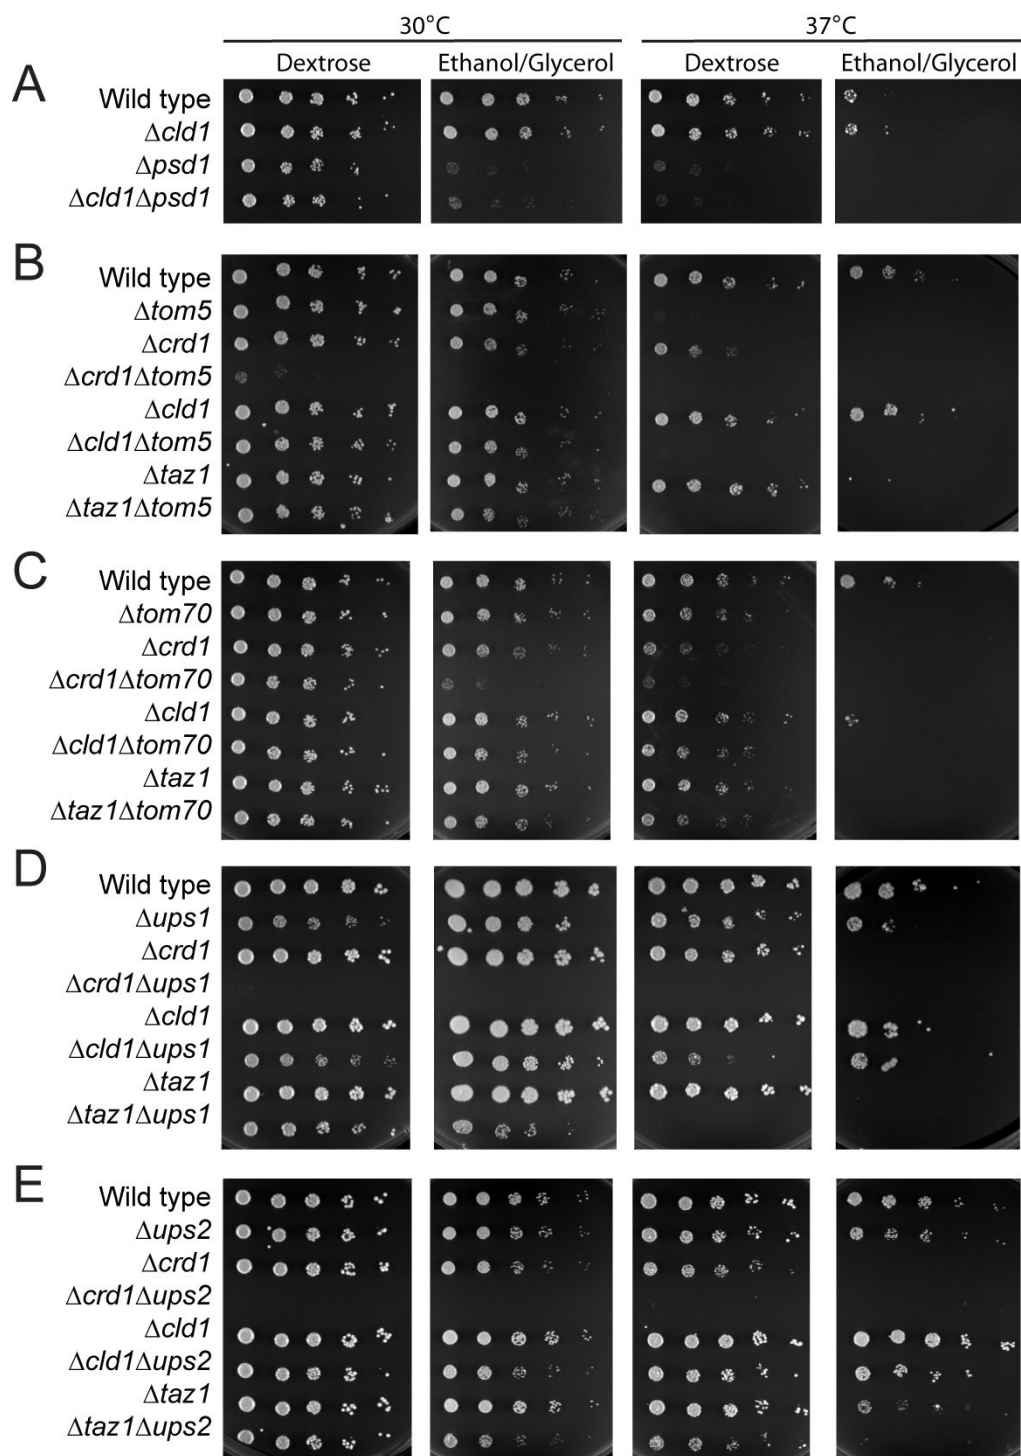 30°C 37°C
Dextrose Ethanol/Glycerol Dextrose Ethanol/Glycerol
A
Wild type
Δcld1
Δpsd1
Δcld1Δpsd1
B
Wild type
Δtom5
Δcrd1
Δcrd1Δtom5
Δcld1
Δcld1Δtom5
Δtaz1
Δtaz1Δtom5
C
Wild type
Δtom70
Δcrd1
Δcrd1Δtom70
Δcld1
Δcld1Δtom70
Δtaz1
Δtaz1Δtom70
D
Wild type
Δups1
Δcrd1
Δcrd1Δups1
Δcld1
Δcld1Δups1
Δtaz1
Δtaz1Δups1
E
Wild type
Δups2
Δcrd1
Δcrd1Δups2
Δcld1
Δcld1Δups2
Δtaz1
Δtaz1Δups2